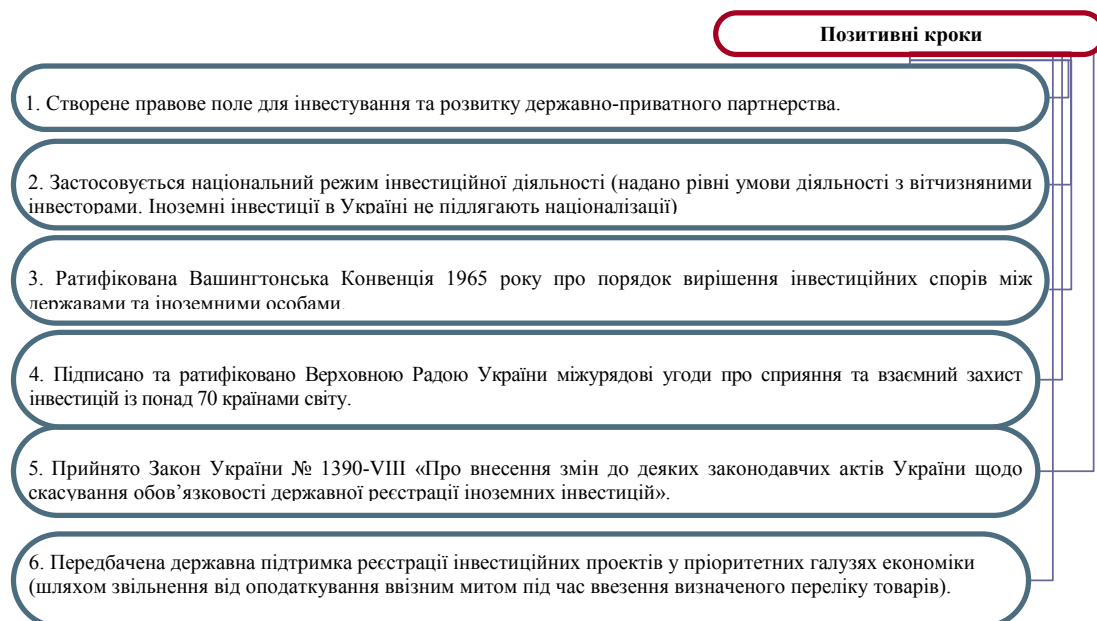 Позитивні кроки
1. Створене правове поле для інвестування та розвитку державно-приватного партнерства.
2. Застосовується національний режим інвестиційної діяльності (надано рівні умови діяльності з вітчизняними
інвесторами. Іноземні інвестиції в Україні не підлягають націоналізації)
3. Ратифікована Вашингтонська Конвенція 1965 року про порядок вирішення інвестиційних спорів між
державами та іноземними особами.
4. Підписано та ратифіковано Верховною Радою України міжурядові угоди про сприяння та взаємний захист
інвестицій із понад 70 країнами світу.
5. Прийнято Закон України № 1390-VIII «Про внесення змін до деяких законодавчих актів України щодо
скасування обов’язковості державної реєстрації іноземних інвестицій».
6. Передбачена державна підтримка реєстрації інвестиційних проектів у пріоритетних галузях економіки
(шляхом звільнення від оподаткування ввізним митом під час ввезення визначеного переліку товарів).